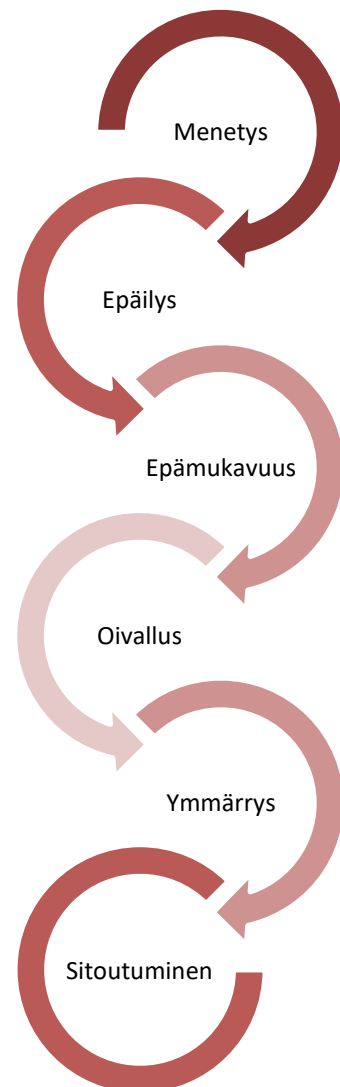 Menetys
Epäilys
Epämukavuus
Oivallus
Ymmärrys
Sitoutuminen